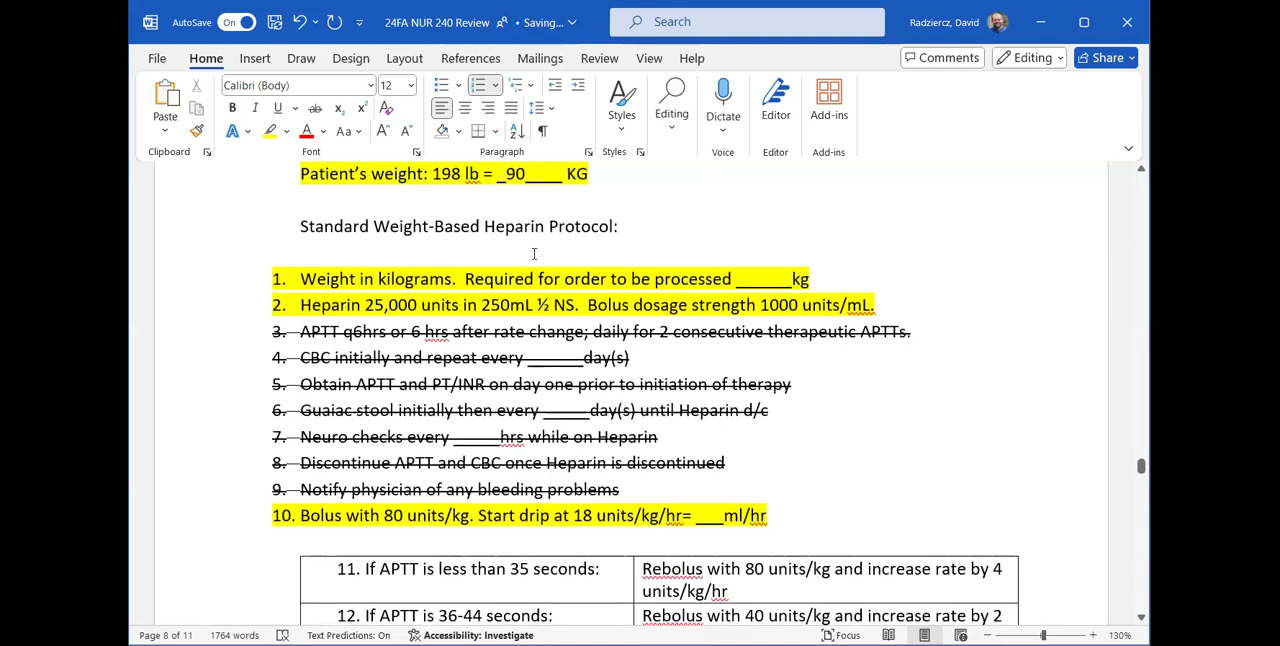 AutoSave On 24FA NUR 240 Review • Saving... Search Radziercz, David
File Home Insert Draw Design Layout References Mailings Review View Help Comments Editing Share
Calibri (Body) 12
Paste B I U ab x₂ x² A Styles Editing Dictate Editor Add-ins
A A Aa A A
Clipboard Font Paragraph Styles Voice Editor Add-ins
Patient’s weight: 198 lb = _90____ KG
Standard Weight-Based Heparin Protocol:
1. Weight in kilograms. Required for order to be processed ______kg
2. Heparin 25,000 units in 250mL ½ NS. Bolus dosage strength 1000 units/mL.
3. APTT q6hrs or 6 hrs after rate change; daily for 2 consecutive therapeutic APTTs.
4. CBC initially and repeat every ______day(s)
5. Obtain APTT and PT/INR on day one prior to initiation of therapy
6. Guaiac stool initially then every _____day(s) until Heparin d/c
7. Neuro checks every _____hrs while on Heparin
8. Discontinue APTT and CBC once Heparin is discontinued
9. Notify physician of any bleeding problems
10. Bolus with 80 units/kg. Start drip at 18 units/kg/hr= ___ml/hr
11. If APTT is less than 35 seconds: Rebolus with 80 units/kg and increase rate by 4
units/kg/hr
12. If APTT is 36-44 seconds: Rebolus with 40 units/kg and increase rate by 2
Page 8 of 11 1764 words Text Predictions: On Accessibility: Investigate Focus 130%